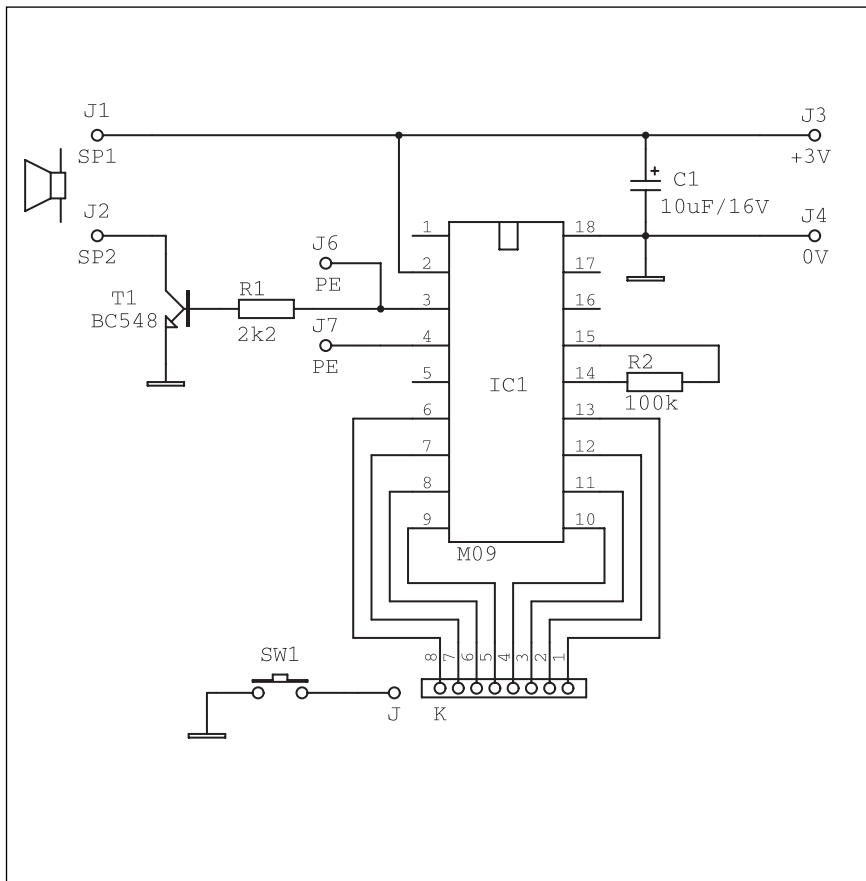 J1
SP1
J3
+3V
C1
10uF/16V
J2
SP2
J4
0V
J6
PE
T1
BC548
R1
2k2
J7
PE
1
2
3
4
5
6
7
8
9
18
17
16
15
14
13
12
11
10
IC1
R2
100k
M09
SW1
J
8
7
6
5
4
3
2
1
K